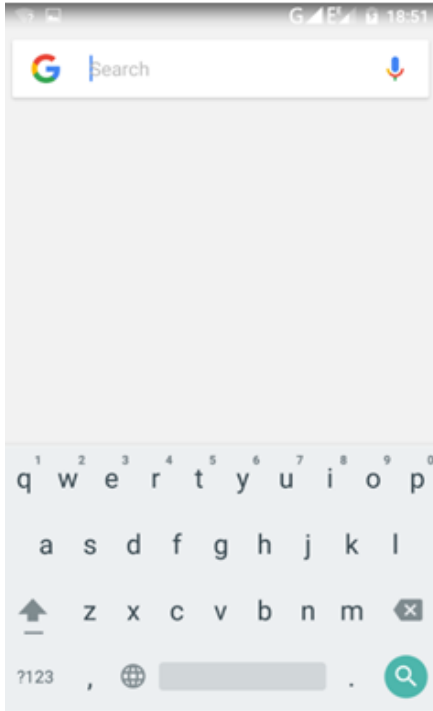 G E 18:51
G Search
1 2 3 4 5 6 7 8 9 0
q w e r t y u i o p
a s d f g h j k l
z x c v b n m
?123 , .